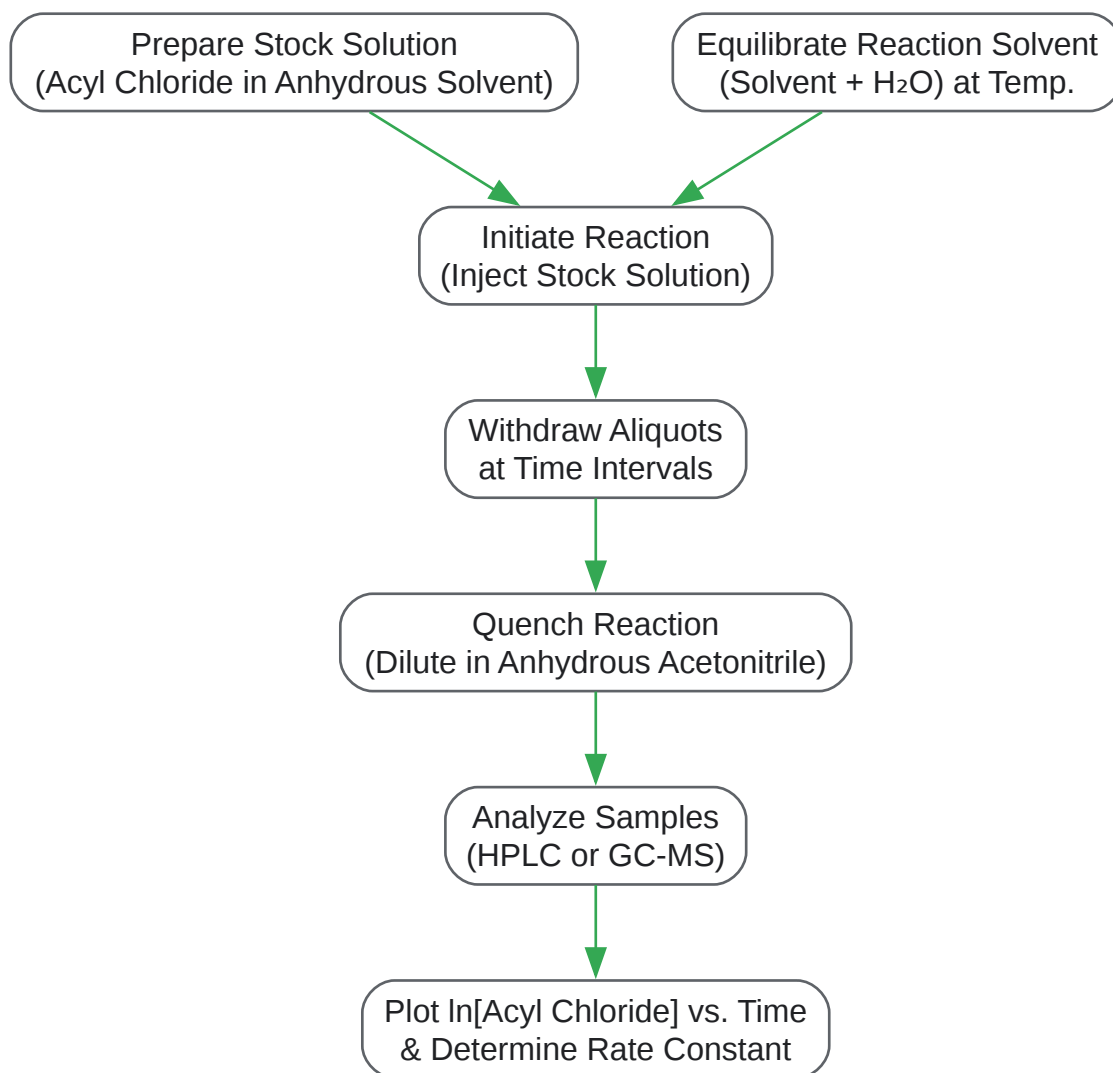 Prepare Stock Solution
(Acyl Chloride in Anhydrous Solvent)
Equilibrate Reaction Solvent
(Solvent + H₂O) at Temp.
Initiate Reaction
(Inject Stock Solution)
Withdraw Aliquots
at Time Intervals
Quench Reaction
(Dilute in Anhydrous Acetonitrile)
Analyze Samples
(HPLC or GC-MS)
Plot ln[Acyl Chloride] vs. Time
& Determine Rate Constant